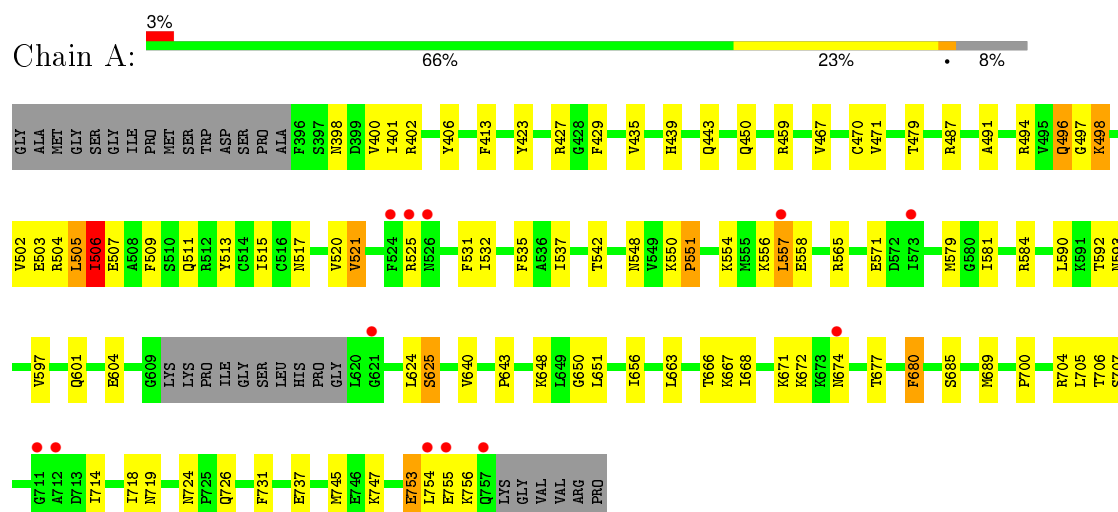 3%
Chain A:
66% 23% • 8%
GLY ALA MET GLY SER GLY ILE PRO MET SER TRP ASP SER PRO ALA F396 S397 N398 D399 V400 I401 R402 Y406 F413 Y423 R427 G428 F429 V435 H439 Q443 Q450 R459 V467 C470 V471 T479 R487 A491 R494 V495 Q496 G497 K498
V502 E503 R504 L505 I506 E507 A508 F509 S510 Q511 R512 Y513 C514 I515 C516 N517 V520 V521 F524 R525 N526 F531 I532 F535 A536 I537 T542 N548 V549 K550 P551 K554 M555 K556 L557 E558 R565 E571 D572 I573 M579 G580 I581 R584 L590 K591 T592 N593
V597 Q601 E604 G609 LYS LYS PRO ILE GLY SER LEU HIS PRO GLY L620 G621 L624 S625 V640 P643 K648 L649 G650 L651 I656 L663 T666 K667 I668 K671 K672 K673 N674 T677 F680 S685 M689 P700 R704 L705 T706 S707
G711 A712 D713 I714 I718 N719 N724 P725 Q726 F731 E737 M745 E746 K747 E753 L754 E755 K756 Q757 LYS GLY VAL VAL ARG PRO